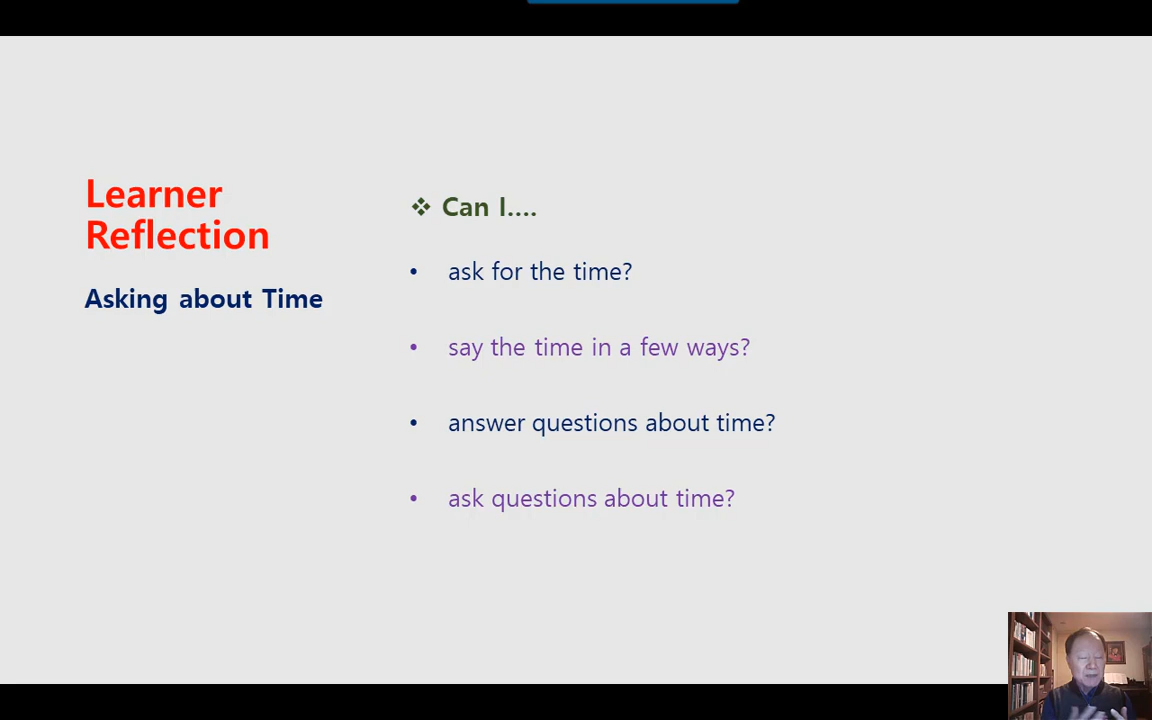 Learner
Reflection
Asking about Time
❖ Can I....
• ask for the time?
• say the time in a few ways?
• answer questions about time?
• ask questions about time?